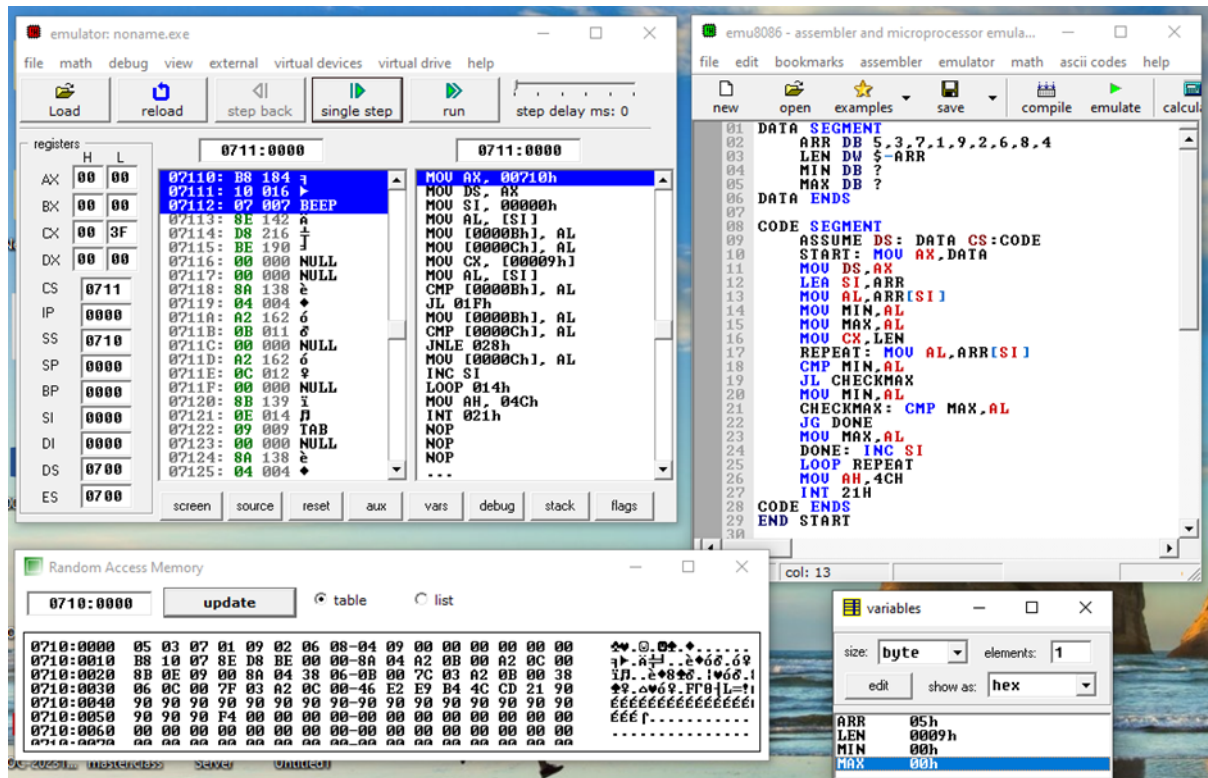 emulator: noname.exe
file math debug view external virtual devices virtual drive help
Load reload step back single step run step delay ms: 0
registers
H L
AX 00 00
BX 00 00
CX 00 3F
DX 00 00
CS 0711
IP 0000
SS 0710
SP 0000
BP 0000
SI 0000
DI 0000
DS 0700
ES 0700
0711:0000
0711:0000
07110: B8 184 ╕
07111: 10 016 ►
07112: 07 007 BEEP
07113: 8E 142 Ä
07114: D8 216 ╪
07115: BE 190 ╛
07116: 00 000 NULL
07117: 00 000 NULL
07118: 8A 138 è
07119: 04 004 ♦
0711A: A2 162 ó
0711B: 0B 011 ♂
0711C: 00 000 NULL
0711D: A2 162 ó
0711E: 0C 012 ♀
0711F: 00 000 NULL
07120: 8B 139 ï
07121: 0E 014 ♫
07122: 09 009 TAB
07123: 00 000 NULL
07124: 8A 138 è
07125: 04 004 ♦
MOV AX, 00710h
MOV DS, AX
MOV SI, 00000h
MOV AL, [SI]
MOV [0000Bh], AL
MOV [0000Ch], AL
MOV CX, [00009h]
MOV AL, [SI]
CMP [0000Bh], AL
JL 01Fh
MOV [0000Bh], AL
CMP [0000Ch], AL
JNLE 028h
MOV [0000Ch], AL
INC SI
LOOP 014h
MOV AH, 04Ch
INT 021h
NOP
NOP
NOP
...
screen source reset aux vars debug stack flags
emu8086 - assembler and microprocessor emula...
file edit bookmarks assembler emulator math ascii codes help
new open examples save compile emulate calcula
01 DATA SEGMENT
02 ARR DB 5,3,7,1,9,2,6,8,4
03 LEN DW $-ARR
04 MIN DB ?
05 MAX DB ?
06 DATA ENDS
07
08 CODE SEGMENT
09 ASSUME DS: DATA CS:CODE
10 START: MOV AX,DATA
11 MOV DS,AX
12 LEA SI,ARR
13 MOV AL,ARR[SI]
14 MOV MIN,AL
15 MOV MAX,AL
16 MOV CX,LEN
17 REPEAT: MOV AL,ARR[SI]
18 CMP MIN,AL
19 JL CHECKMAX
20 MOV MIN,AL
21 CHECKMAX: CMP MAX,AL
22 JG DONE
23 MOV MAX,AL
24 DONE: INC SI
25 LOOP REPEAT
26 MOV AH,4CH
27 INT 21H
28 CODE ENDS
29 END START
30
col: 13
Random Access Memory
0710:0000 update table list
0710:0000 05 03 07 01 09 02 06 08-04 09 00 00 00 00 00 00
0710:0010 B8 10 07 8E D8 BE 00 00-8A 04 A2 0B 00 A2 0C 00
0710:0020 8B 0E 09 00 8A 04 38 06-0B 00 7C 03 A2 0B 00 38
0710:0030 06 0C 00 7F 03 A2 0C 00-46 E2 E9 B4 4C CD 21 90
0710:0040 90 90 90 90 90 90 90 90-90 90 90 90 90 90 90 90
0710:0050 90 90 90 F4 00 00 00 00-00 00 00 00 00 00 00 00
0710:0060 00 00 00 00 00 00 00 00-00 00 00 00 00 00 00 00
0710:0070 00 00 00 00 00 00 00 00-00 00 00 00 00 00 00 00
variables
size: byte elements: 1
edit show as: hex
ARR 05h
LEN 0009h
MIN 00h
MAX 00h
masterclass Server Untitled1